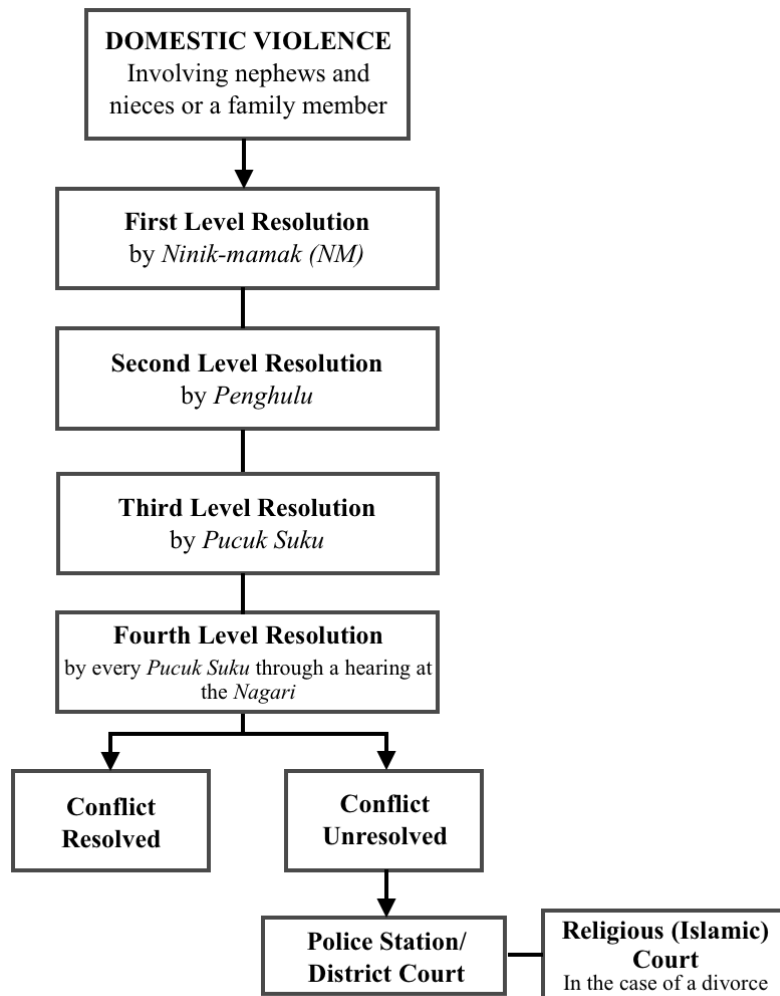 DOMESTIC VIOLENCE
Involving nephews and
nieces or a family member
First Level Resolution
by Ninik-mamak (NM)
Second Level Resolution
by Penghulu
Third Level Resolution
by Pucuk Suku
Fourth Level Resolution
by every Pucuk Suku through a hearing at
the Nagari
Conflict
Resolved
Conflict
Unresolved
Police Station/
District Court
Religious (Islamic)
Court
In the case of a divorce